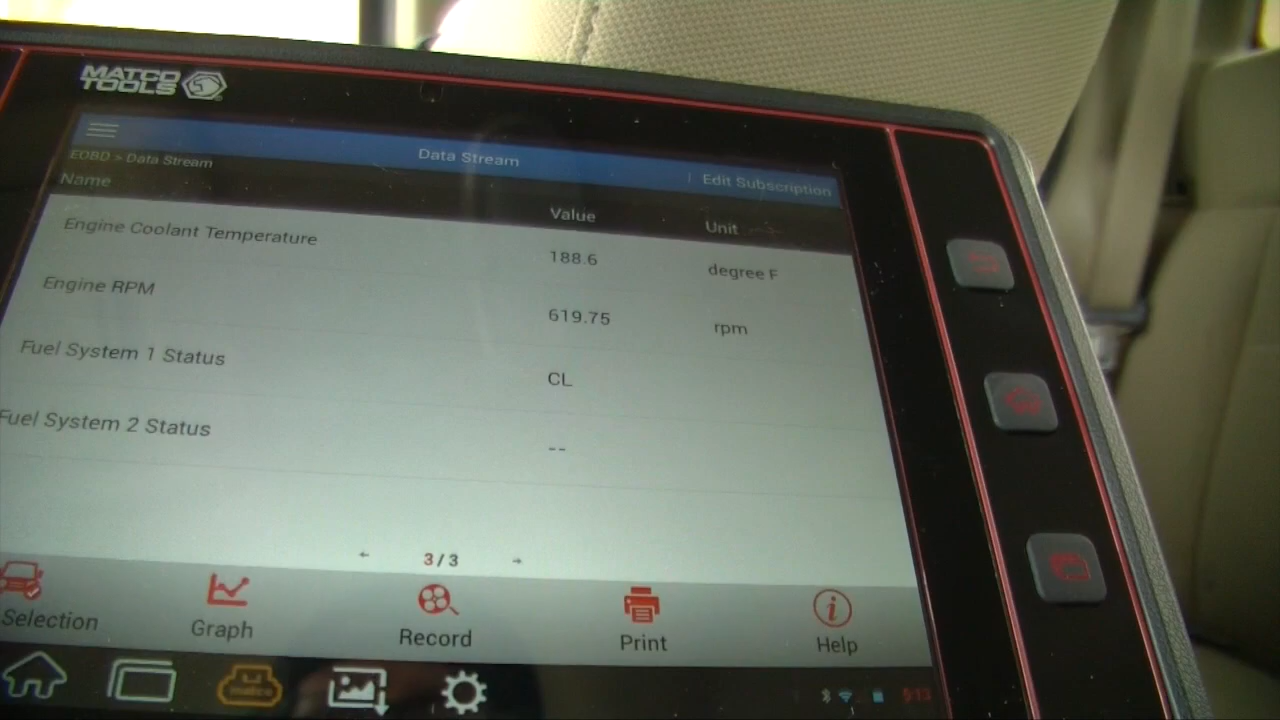 MATCO
TOOLS
Data Stream
Edit Subscription
EOBD > Data Stream
Name Value Unit
Engine Coolant Temperature 188.6 degree F
Engine RPM 619.75 rpm
Fuel System 1 Status CL
Fuel System 2 Status --
3/3
Selection Graph Record Print Help
matco